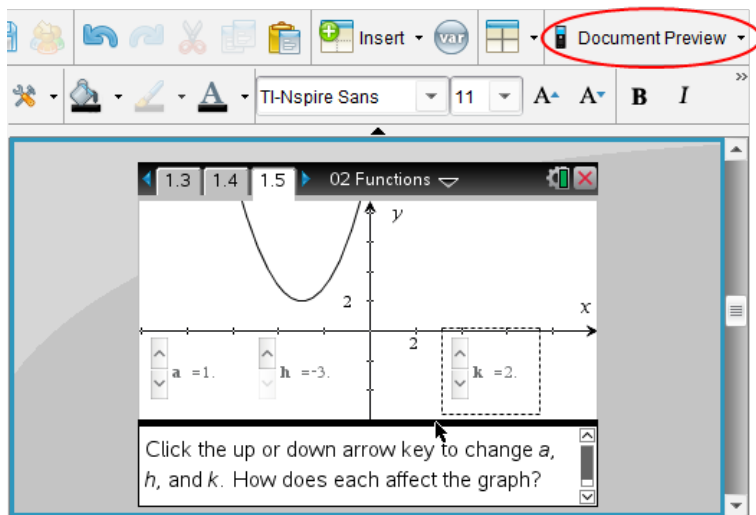 Insert var Document Preview
TI-Nspire Sans 11 A A B I
1.3 1.4 1.5 02 Functions
y
2
x
2
a =1. h =-3. k =2.
Click the up or down arrow key to change a,
h, and k. How does each affect the graph?